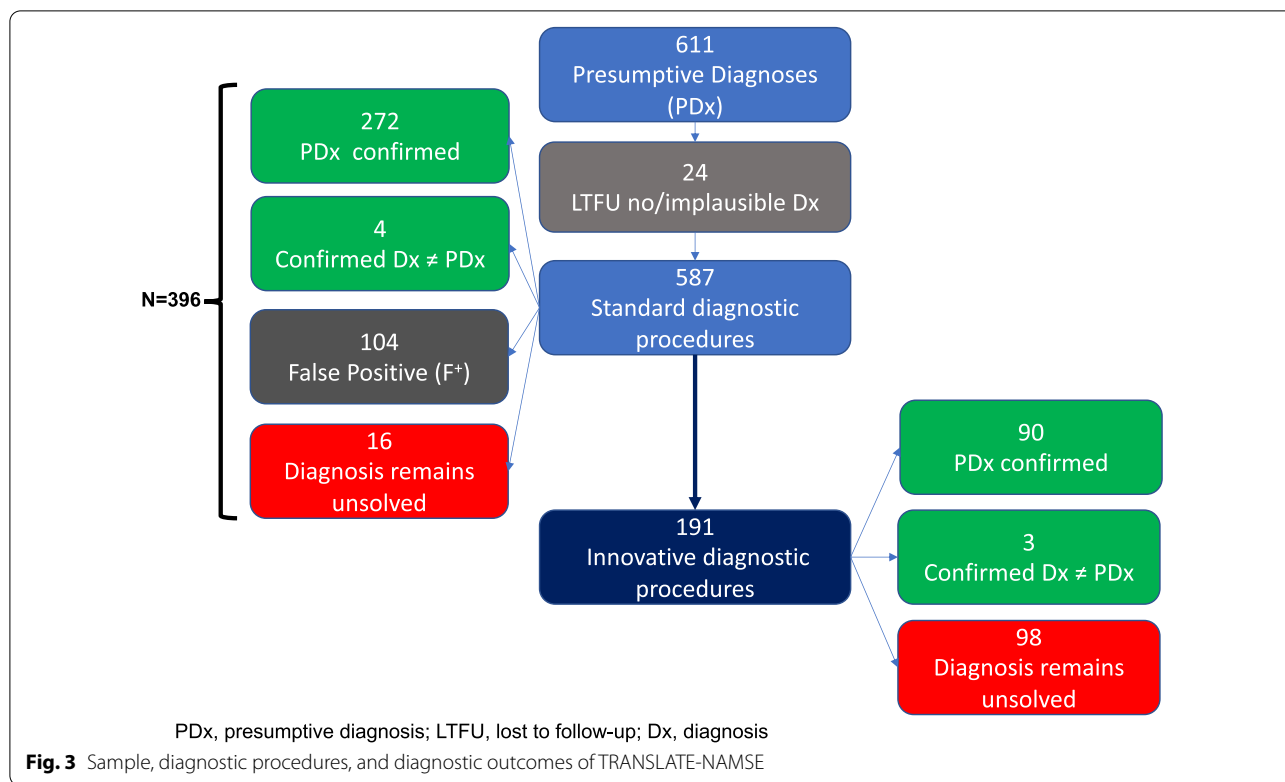 611
Presumptive Diagnoses
(PDx)
24
LTFU no/implausible Dx
587
Standard diagnostic
procedures
N=396
272
PDx confirmed
4
Confirmed Dx ≠ PDx
104
False Positive (F⁺)
16
Diagnosis remains
unsolved
191
Innovative diagnostic
procedures
90
PDx confirmed
3
Confirmed Dx ≠ PDx
98
Diagnosis remains
unsolved
PDx, presumptive diagnosis; LTFU, lost to follow-up; Dx, diagnosis
Fig. 3 Sample, diagnostic procedures, and diagnostic outcomes of TRANSLATE-NAMSE